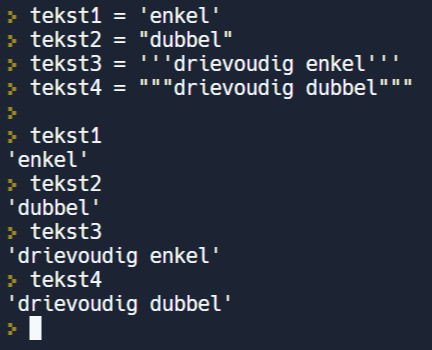 > tekst1 = 'enkel'
> tekst2 = "dubbel"
> tekst3 = '''drievoudig enkel'''
> tekst4 = """drievoudig dubbel"""
>
> tekst1
'enkel'
> tekst2
'dubbel'
> tekst3
'drievoudig enkel'
> tekst4
'drievoudig dubbel'
>